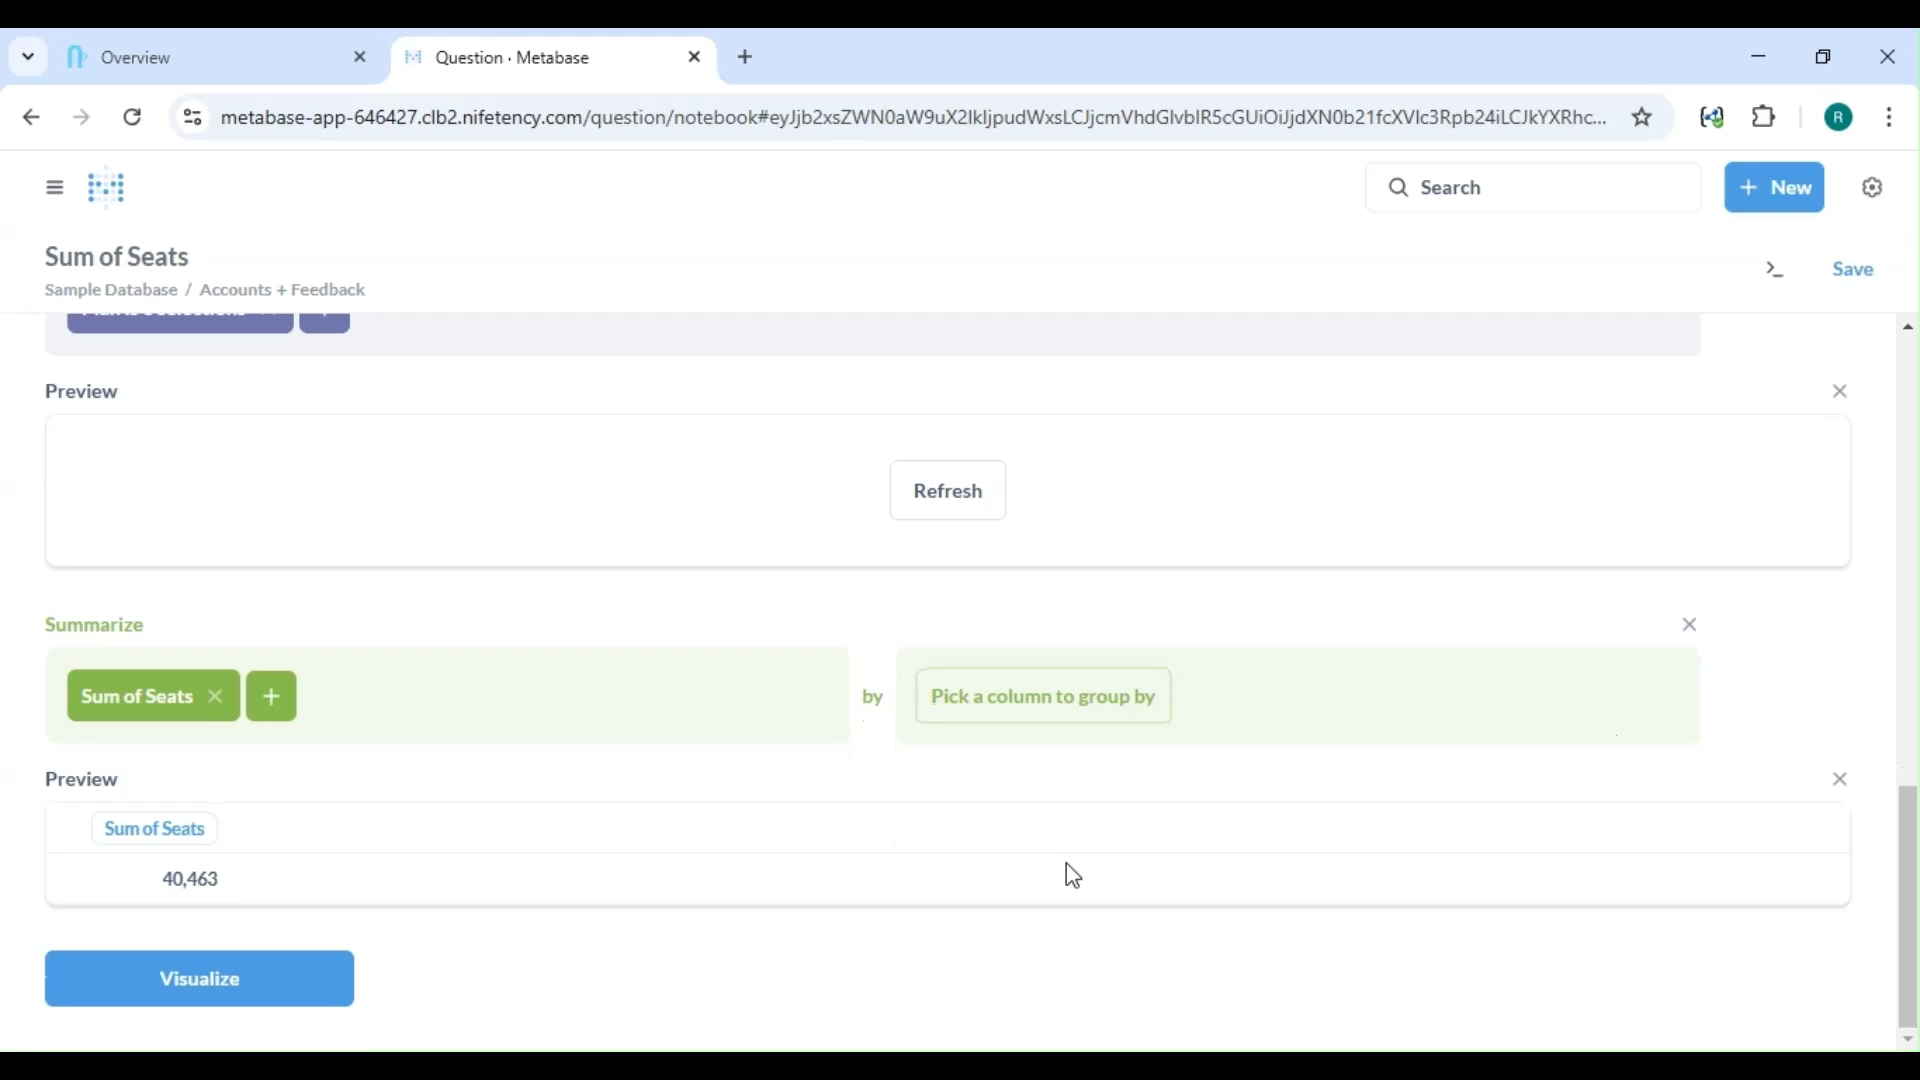 Overview
Question · Metabase
metabase-app-646427.clb2.nifetency.com/question/notebook#eyJjb2xsZWN0aW9uX2lkIjpudWxsLCJjcmVhdGlvblR5cGUiOiJjdXN0b21fcXVlc3Rpb24iLCJkYXRhc...
R
Search
+ New
Sum of Seats
Sample Database / Accounts + Feedback
Save
Preview
Refresh
Summarize
Sum of Seats
by
Pick a column to group by
Preview
Sum of Seats
40,463
Visualize